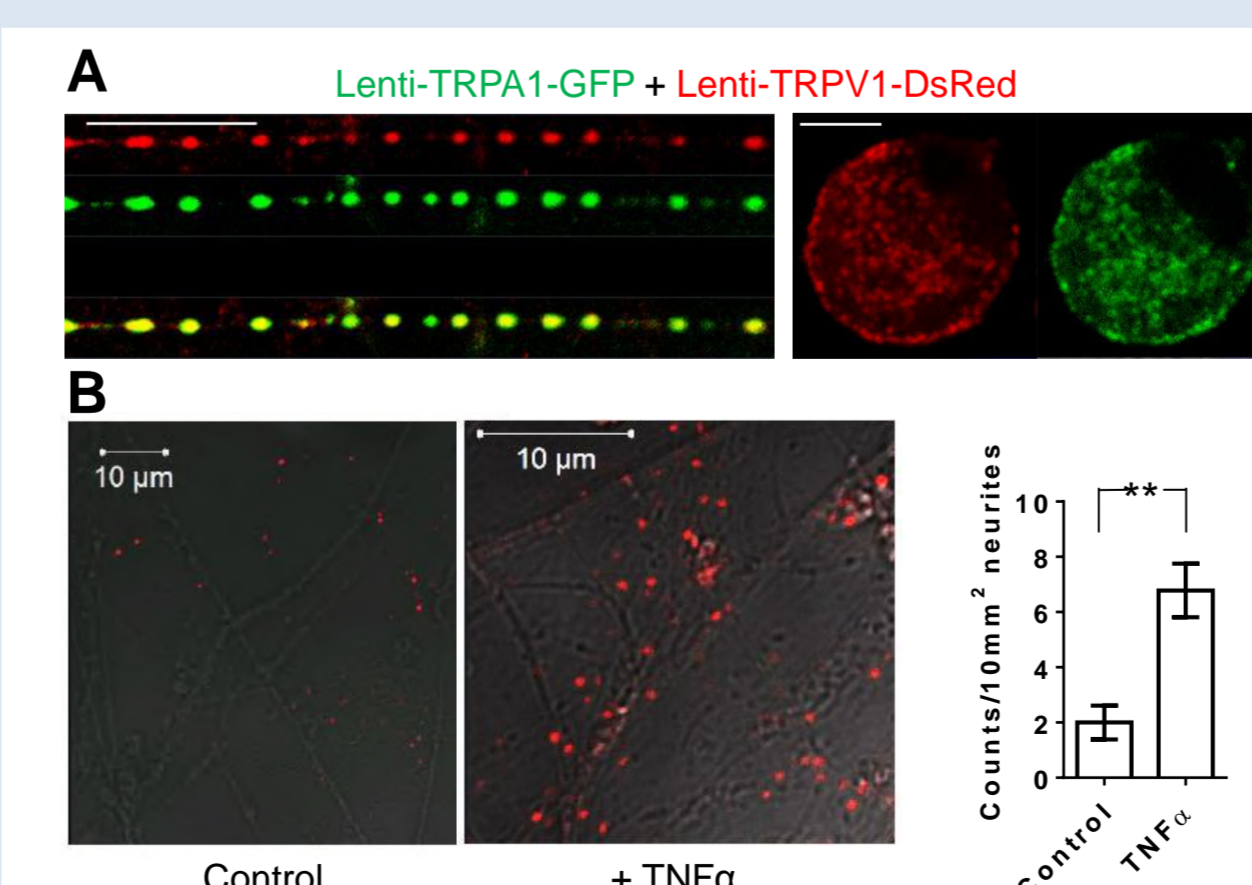 A
Lenti-TRPA1-GFP + Lenti-TRPV1-DsRed
B
10 µm
10 µm
Control
+ TNFα
Counts/10mm² neurites
10
8
6
4
2
0
**
Control
TNFα